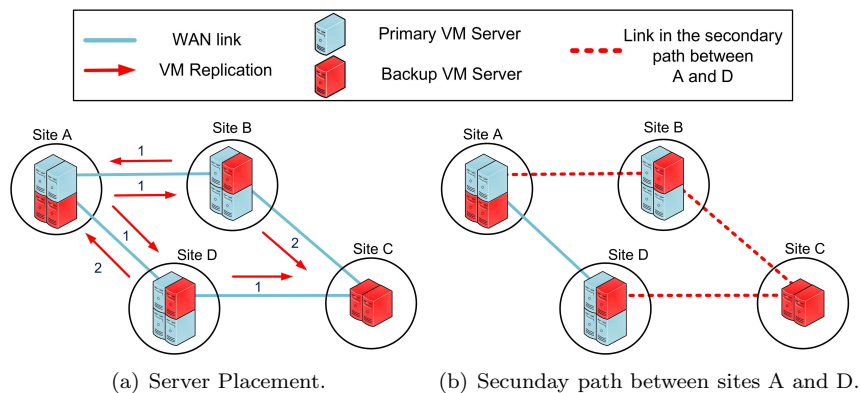 WAN link
VM Replication
Primary VM Server
Backup VM Server
Link in the secondary
path between
A and D
Site A
Site B
Site C
Site D
1
1
1
2
2
1
Site A
Site B
Site C
Site D
(a) Server Placement.
(b) Secunday path between sites A and D.